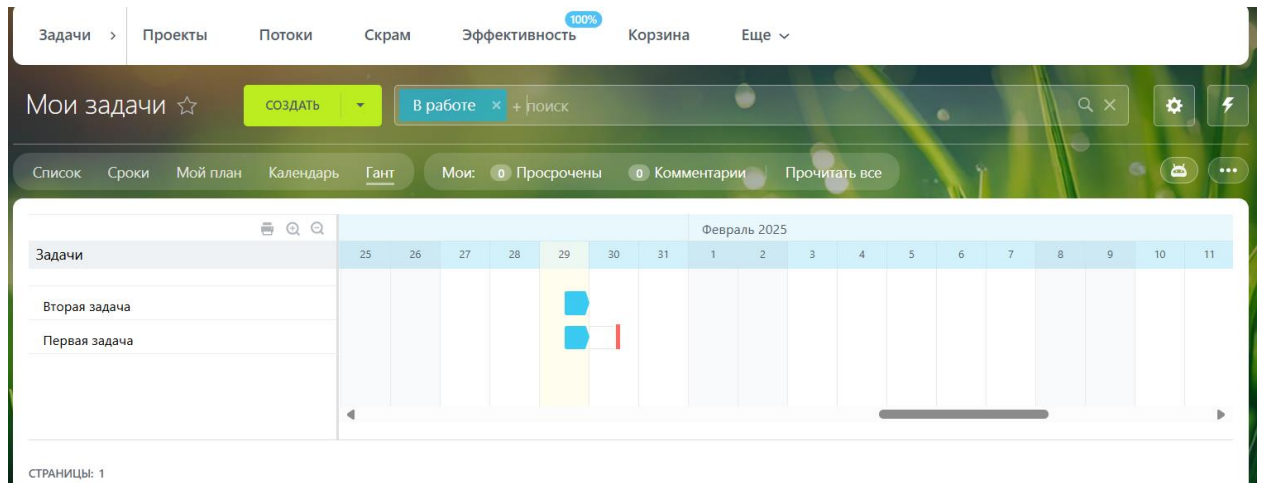 100%
Задачи > Проекты Потоки Скрам Эффективность Корзина Еще
Мои задачи СОЗДАТЬ В работе × + поиск
Список Сроки Мой план Календарь Гант Мои: 0 Просрочены 0 Комментарии Прочитать все
Февраль 2025
Задачи 25 26 27 28 29 30 31 1 2 3 4 5 6 7 8 9 10 11
Вторая задача
Первая задача
СТРАНИЦЫ: 1